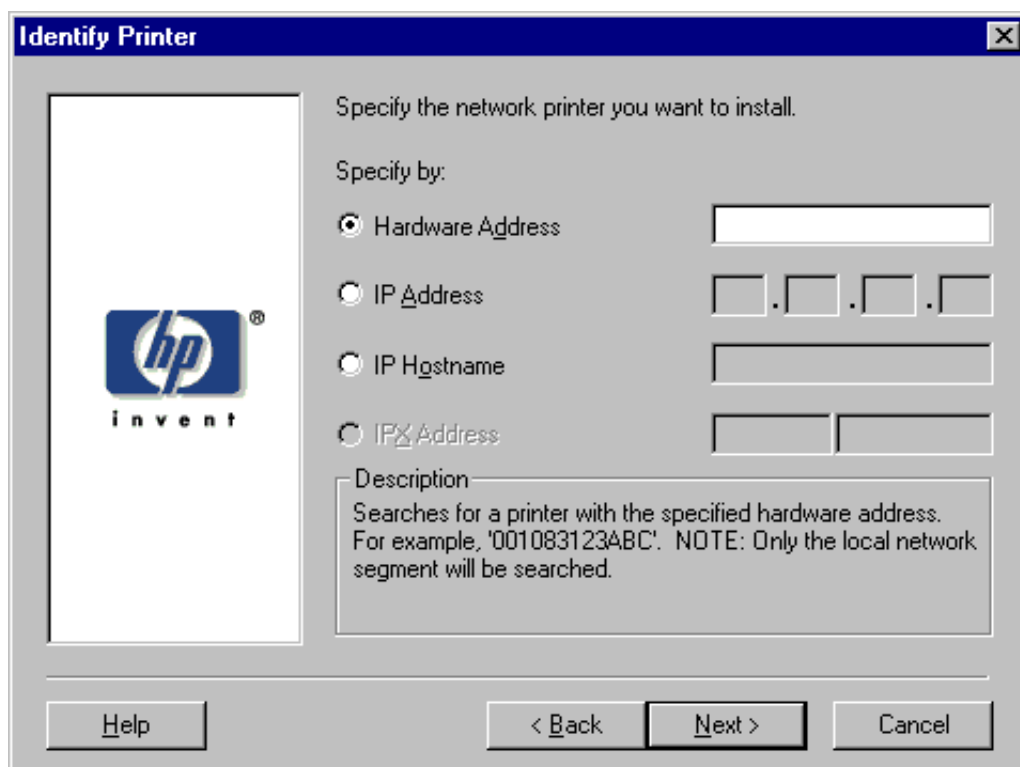 Identify Printer
Specify the network printer you want to install.
Specify by:
Hardware Address
IP Address
. . .
IP Hostname
IPX Address
hp ®
invent
Description
Searches for a printer with the specified hardware address.
For example, '001083123ABC'. NOTE: Only the local network
segment will be searched.
Help
< Back
Next >
Cancel